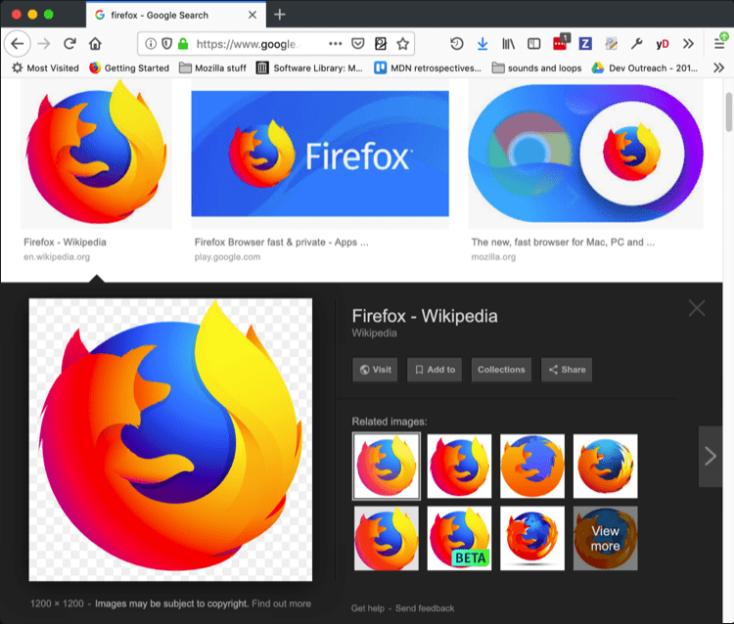 firefox - Google Search
https://www.google.
1
yD
Most Visited
Getting Started
Mozilla stuff
Software Library: M...
MDN retrospectives...
sounds and loops
Dev Outreach - 201...
Firefox
Firefox - Wikipedia
en.wikipedia.org
Firefox Browser fast & private - Apps ...
play.google.com
The new, fast browser for Mac, PC and ...
mozilla.org
Firefox - Wikipedia
Wikipedia
Visit
Add to
Collections
Share
Related images:
BETA
View
more
1200 × 1200 - Images may be subject to copyright. Find out more
Get help - Send feedback